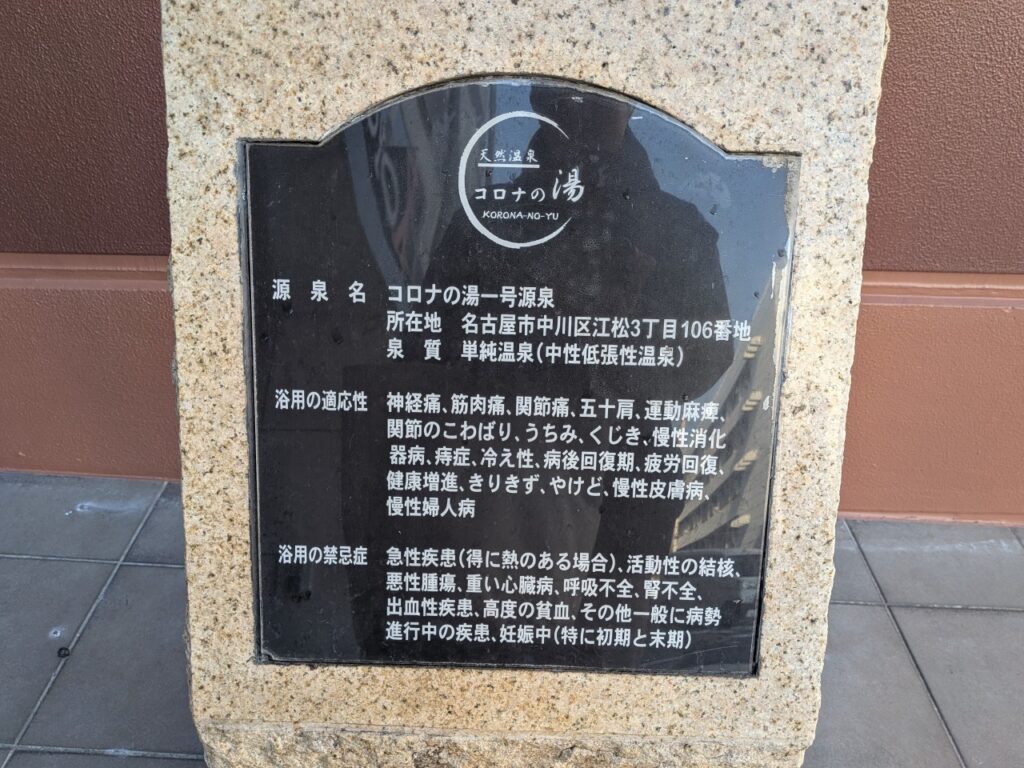 天然温泉
コロナの湯
KORONA-NO-YU
源泉名 コロナの湯一号源泉
所在地 名古屋市中川区江松3丁目106番地
泉質 単純温泉(中性低張性温泉)
浴用の適応性 神経痛、筋肉痛、関節痛、五十肩、運動麻痺、
関節のこわばり、うちみ、くじき、慢性消化
器病、痔症、冷え性、病後回復期、疲労回復、
健康増進、きりきず、やけど、慢性皮膚病、
慢性婦人病
浴用の禁忌症 急性疾患(得に熱のある場合)、活動性の結核、
悪性腫瘍、重い心臓病、呼吸不全、腎不全、
出血性疾患、高度の貧血、その他一般に病勢
進行中の疾患、妊娠中(特に初期と末期)